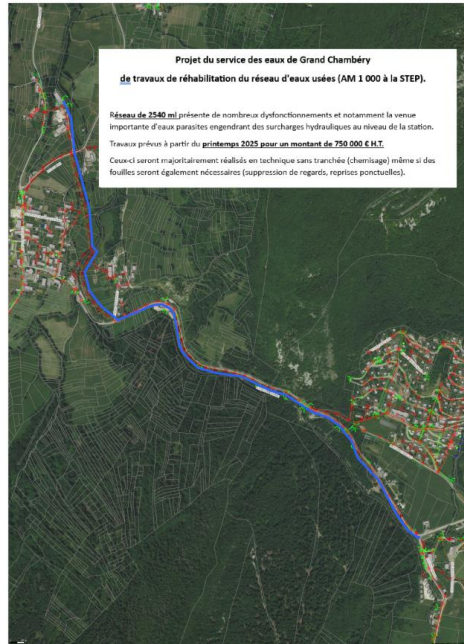 Projet du service des eaux de Grand Chambéry
de travaux de réhabilitation du réseau d'eaux usées (AM 1 000 à la STEP).
Réseau de 2540 ml présente de nombreux dysfonctionnements et notamment la venue
importante d'eaux parasites engendrant des surcharges hydrauliques au niveau de la station.
Travaux prévus à partir du printemps 2025 pour un montant de 750 000 € H.T.
Ceux-ci seront majoritairement réalisés en technique sans tranchée (chemisage) même si des
fouilles seront également nécessaires (suppression de regards, reprises ponctuelles).